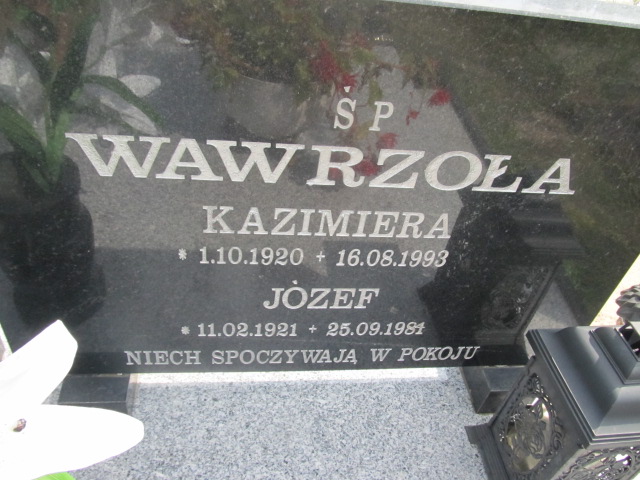 ŚP
WAWRZOŁA
KAZIMIERA
* 1.10.1920 + 16.08.1993
JÓZEF
* 11.02.1921 + 25.09.1984
NIECH SPOCZYWAJĄ W POKOJU